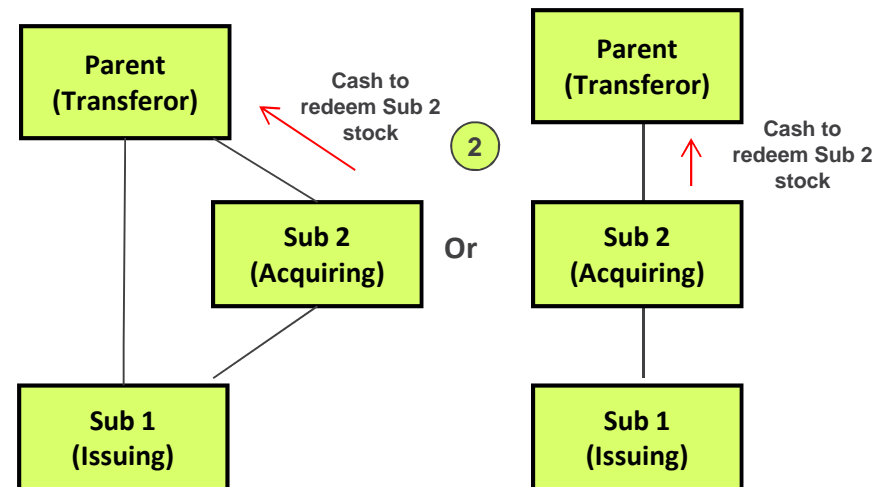 Parent
(Transferor)
Cash to
redeem Sub 2
stock
2
Sub 2
(Acquiring)
Sub 1
(Issuing)
Or
Parent
(Transferor)
Cash to
redeem Sub 2
stock
Sub 2
(Acquiring)
Sub 1
(Issuing)